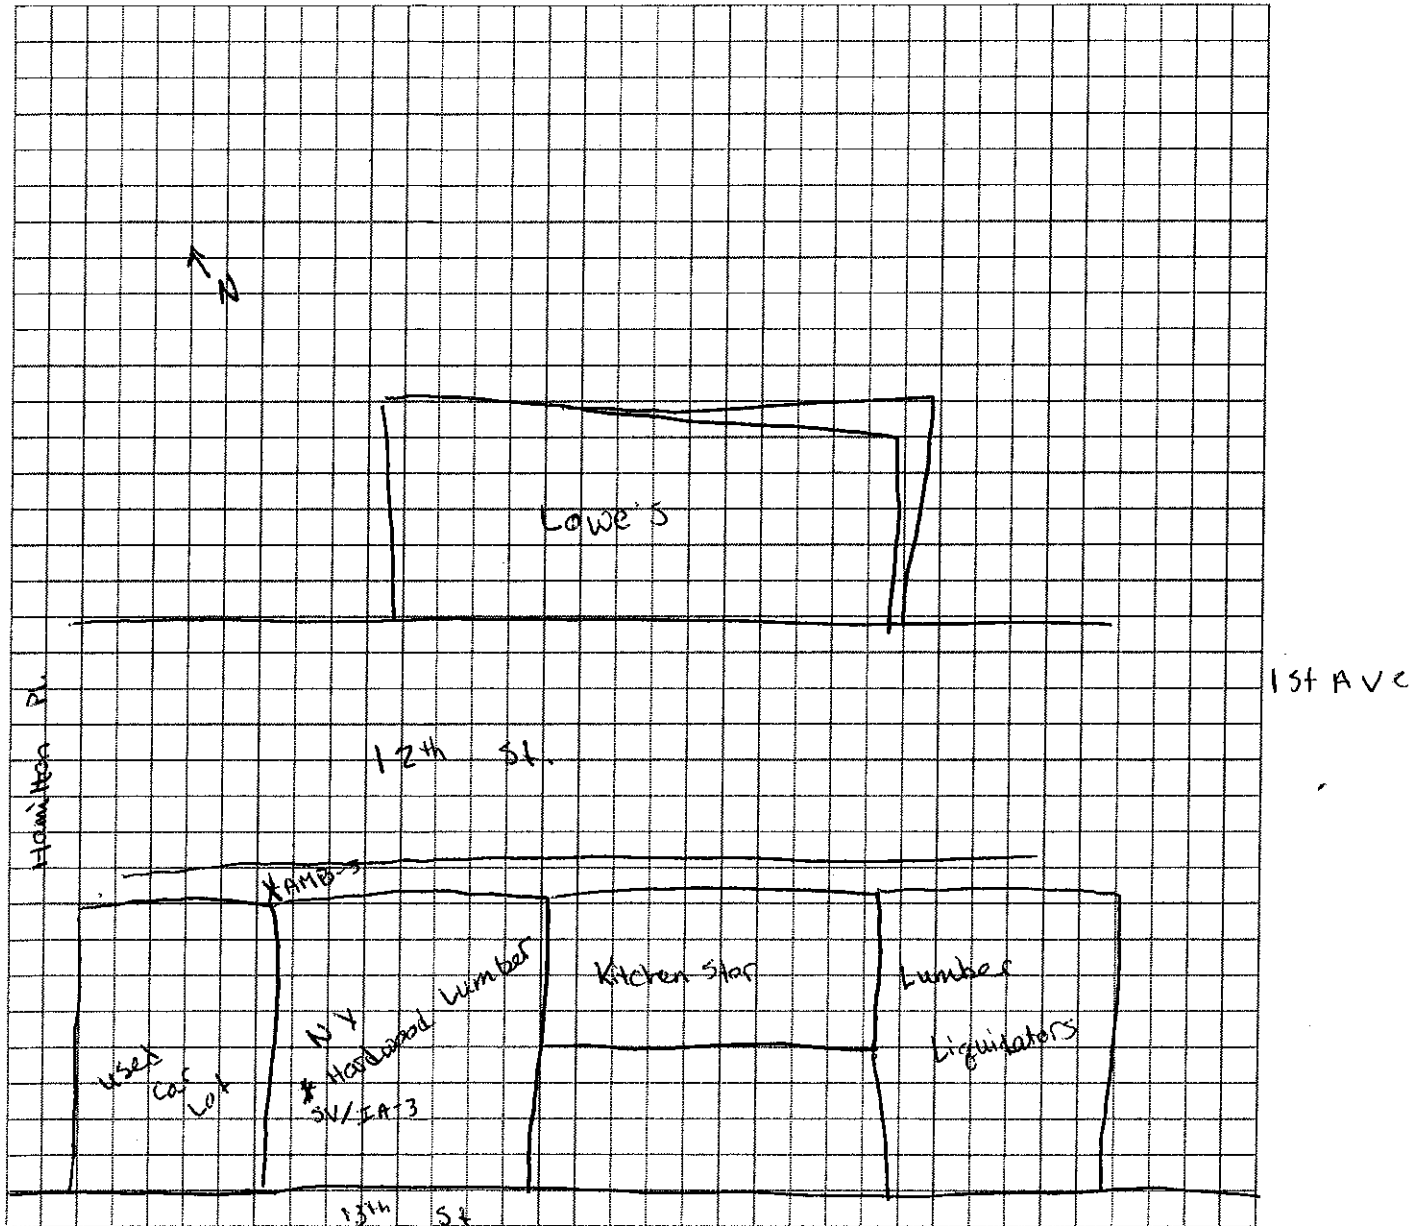 N
Lowe's
Hamilton Pl.
1st Ave
12th St.
*AMB-3
Used
Car
Lot
NY
* Hardwood Lumber
SV/IA-3
Kitchen Star
Lumber
Liquidators
13th St